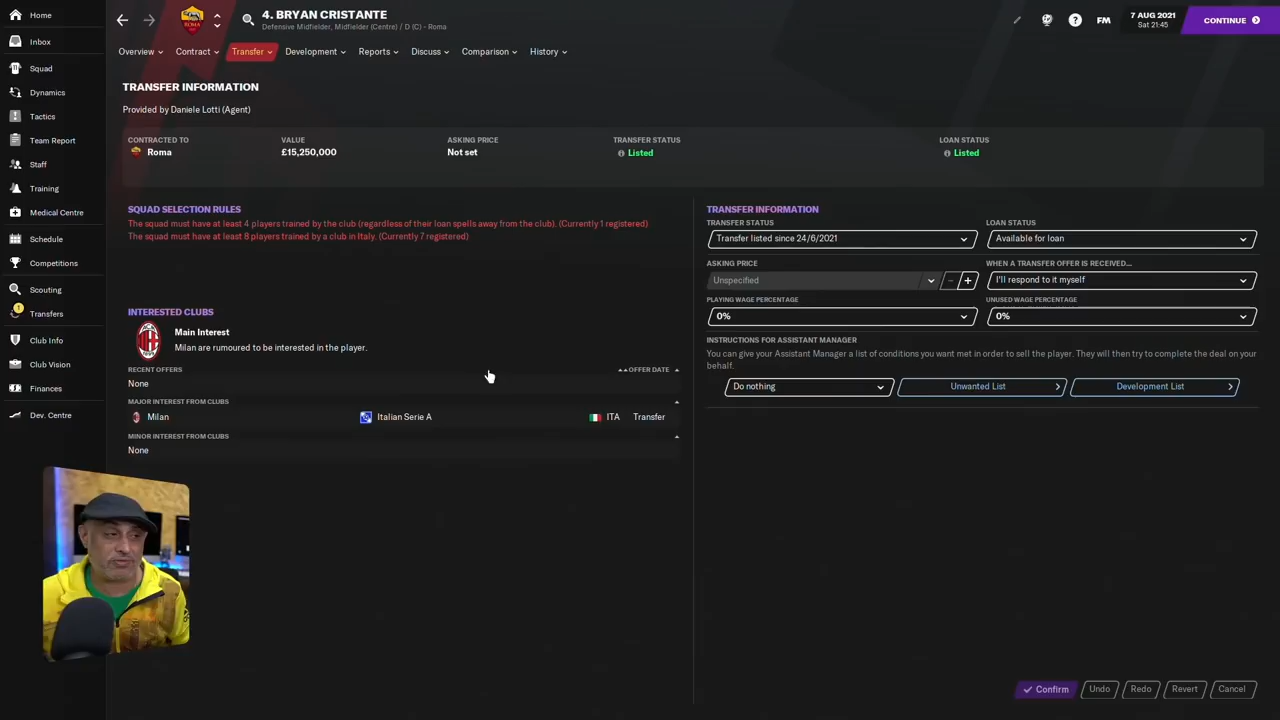 4. BRYAN CRISTANTE
Defensive Midfielder, Midfielder (Centre) / D (C) - Roma
FM
7 AUG 2021
Sat 21:45
CONTINUE
Home
Inbox
Squad
Dynamics
Tactics
Team Report
Staff
Training
Medical Centre
Schedule
Competitions
Scouting
1
Transfers
Club Info
Club Vision
Finances
Dev. Centre
Overview
Contract
Transfer
Development
Reports
Discuss
Comparison
History
TRANSFER INFORMATION
Provided by Daniele Lotti (Agent)
CONTRACTED TO
Roma
VALUE
£15,250,000
ASKING PRICE
Not set
TRANSFER STATUS
Listed
LOAN STATUS
Listed
SQUAD SELECTION RULES
The squad must have at least 4 players trained by the club (regardless of their loan spells away from the club). (Currently 1 registered)
The squad must have at least 8 players trained by a club in Italy. (Currently 7 registered)
INTERESTED CLUBS
Main Interest
Milan are rumoured to be interested in the player.
RECENT OFFERS
OFFER DATE
None
MAJOR INTEREST FROM CLUBS
Milan
Italian Serie A
ITA
Transfer
MINOR INTEREST FROM CLUBS
None
TRANSFER INFORMATION
TRANSFER STATUS
Transfer listed since 24/6/2021
LOAN STATUS
Available for loan
ASKING PRICE
Unspecified
WHEN A TRANSFER OFFER IS RECEIVED...
I'll respond to it myself
PLAYING WAGE PERCENTAGE
0%
UNUSED WAGE PERCENTAGE
0%
INSTRUCTIONS FOR ASSISTANT MANAGER
You can give your Assistant Manager a list of conditions you want met in order to sell the player. They will then try to complete the deal on your
behalf.
Do nothing
Unwanted List
Development List
Confirm
Undo
Redo
Revert
Cancel